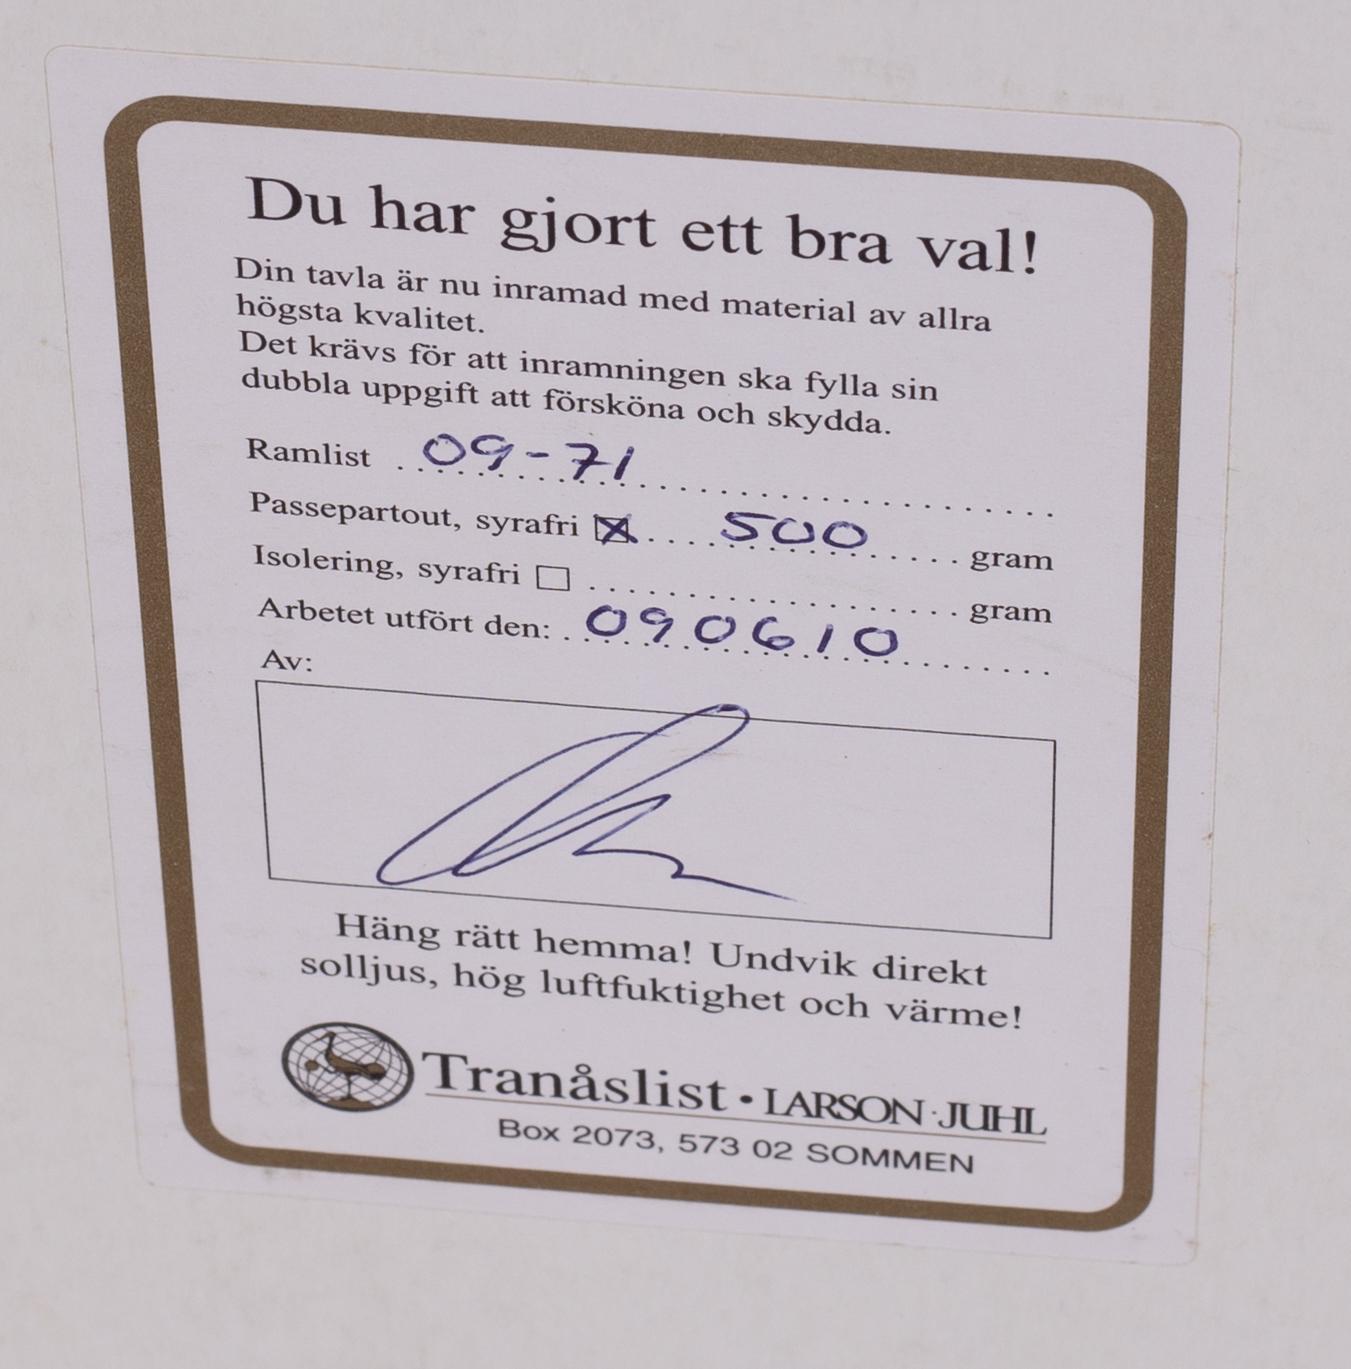 Du har gjort ett bra val!
Din tavla är nu inramad med material av allra
högsta kvalitet.
Det krävs för att inramningen ska fylla sin
dubbla uppgift att försköna och skydda.
Ramlist 09-71
Passepartout, syrafri ☒ 500 gram
Isolering, syrafri ☐ gram
Arbetet utfört den: 090610
Av:
Häng rätt hemma! Undvik direkt
solljus, hög luftfuktighet och värme!
Tranåslist · LARSON·JUHL
Box 2073, 573 02 SOMMEN